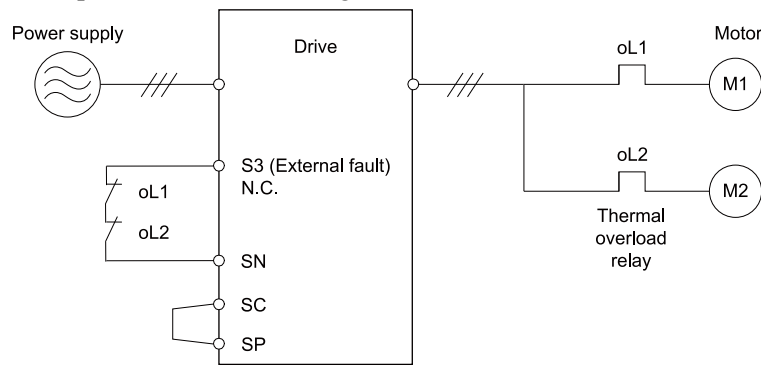 Power supply
Drive
oL1
Motor
M1
S3 (External fault)
N.C.
oL1
oL2
oL2
M2
Thermal
overload
relay
SN
SC
SP